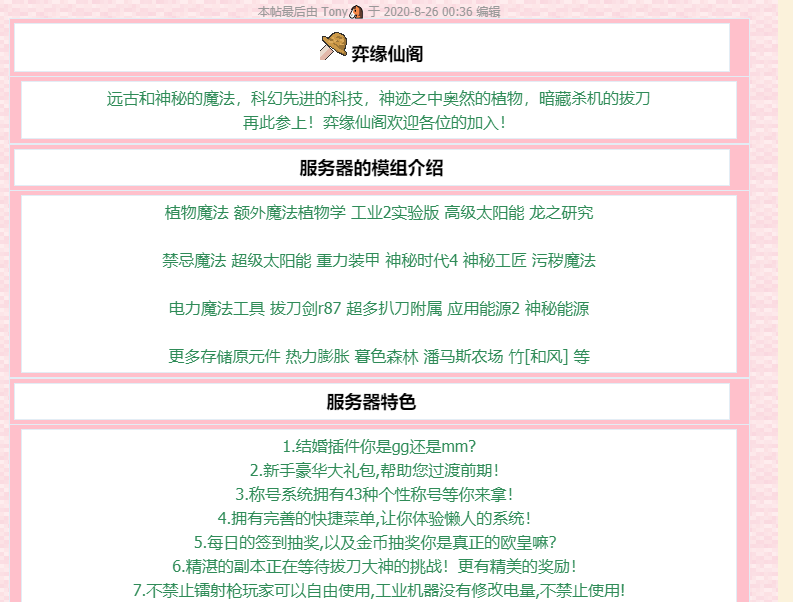 本帖最后由 Tony 于 2020-8-26 00:36 编辑
弈缘仙阁
远古和神秘的魔法，科幻先进的科技，神迹之中奥然的植物，暗藏杀机的拔刀
再此参上！弈缘仙阁欢迎各位的加入！
服务器的模组介绍
植物魔法 额外魔法植物学 工业2实验版 高级太阳能 龙之研究
禁忌魔法 超级太阳能 重力装甲 神秘时代4 神秘工匠 污秽魔法
电力魔法工具 拔刀剑r87 超多扒刀附属 应用能源2 神秘能源
更多存储原元件 热力膨胀 暮色森林 潘马斯农场 竹[和风] 等
服务器特色
1.结婚插件你是gg还是mm?
2.新手豪华大礼包,帮助您过渡前期！
3.称号系统拥有43种个性称号等你来拿！
4.拥有完善的快捷菜单,让你体验懒人的系统！
5.每日的签到抽奖,以及金币抽奖你是真正的欧皇嘛？
6.精湛的副本正在等待拔刀大神的挑战！更有精美的奖励！
7.不禁止镭射枪玩家可以自由使用,工业机器没有修改电量,不禁止使用!